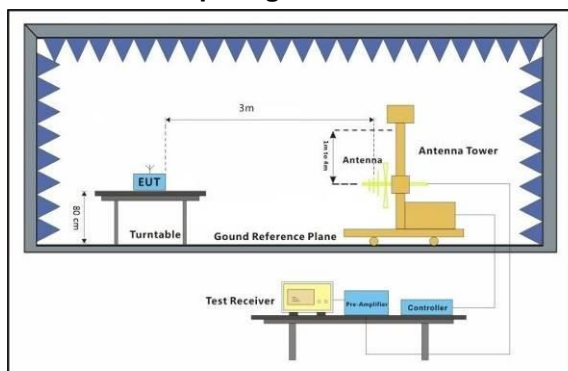 3m
1m to 4m
Antenna
Antenna Tower
EUT
80 cm
Turntable
Gound Reference Plane
Test Receiver
Pre-Amplifier
Controller